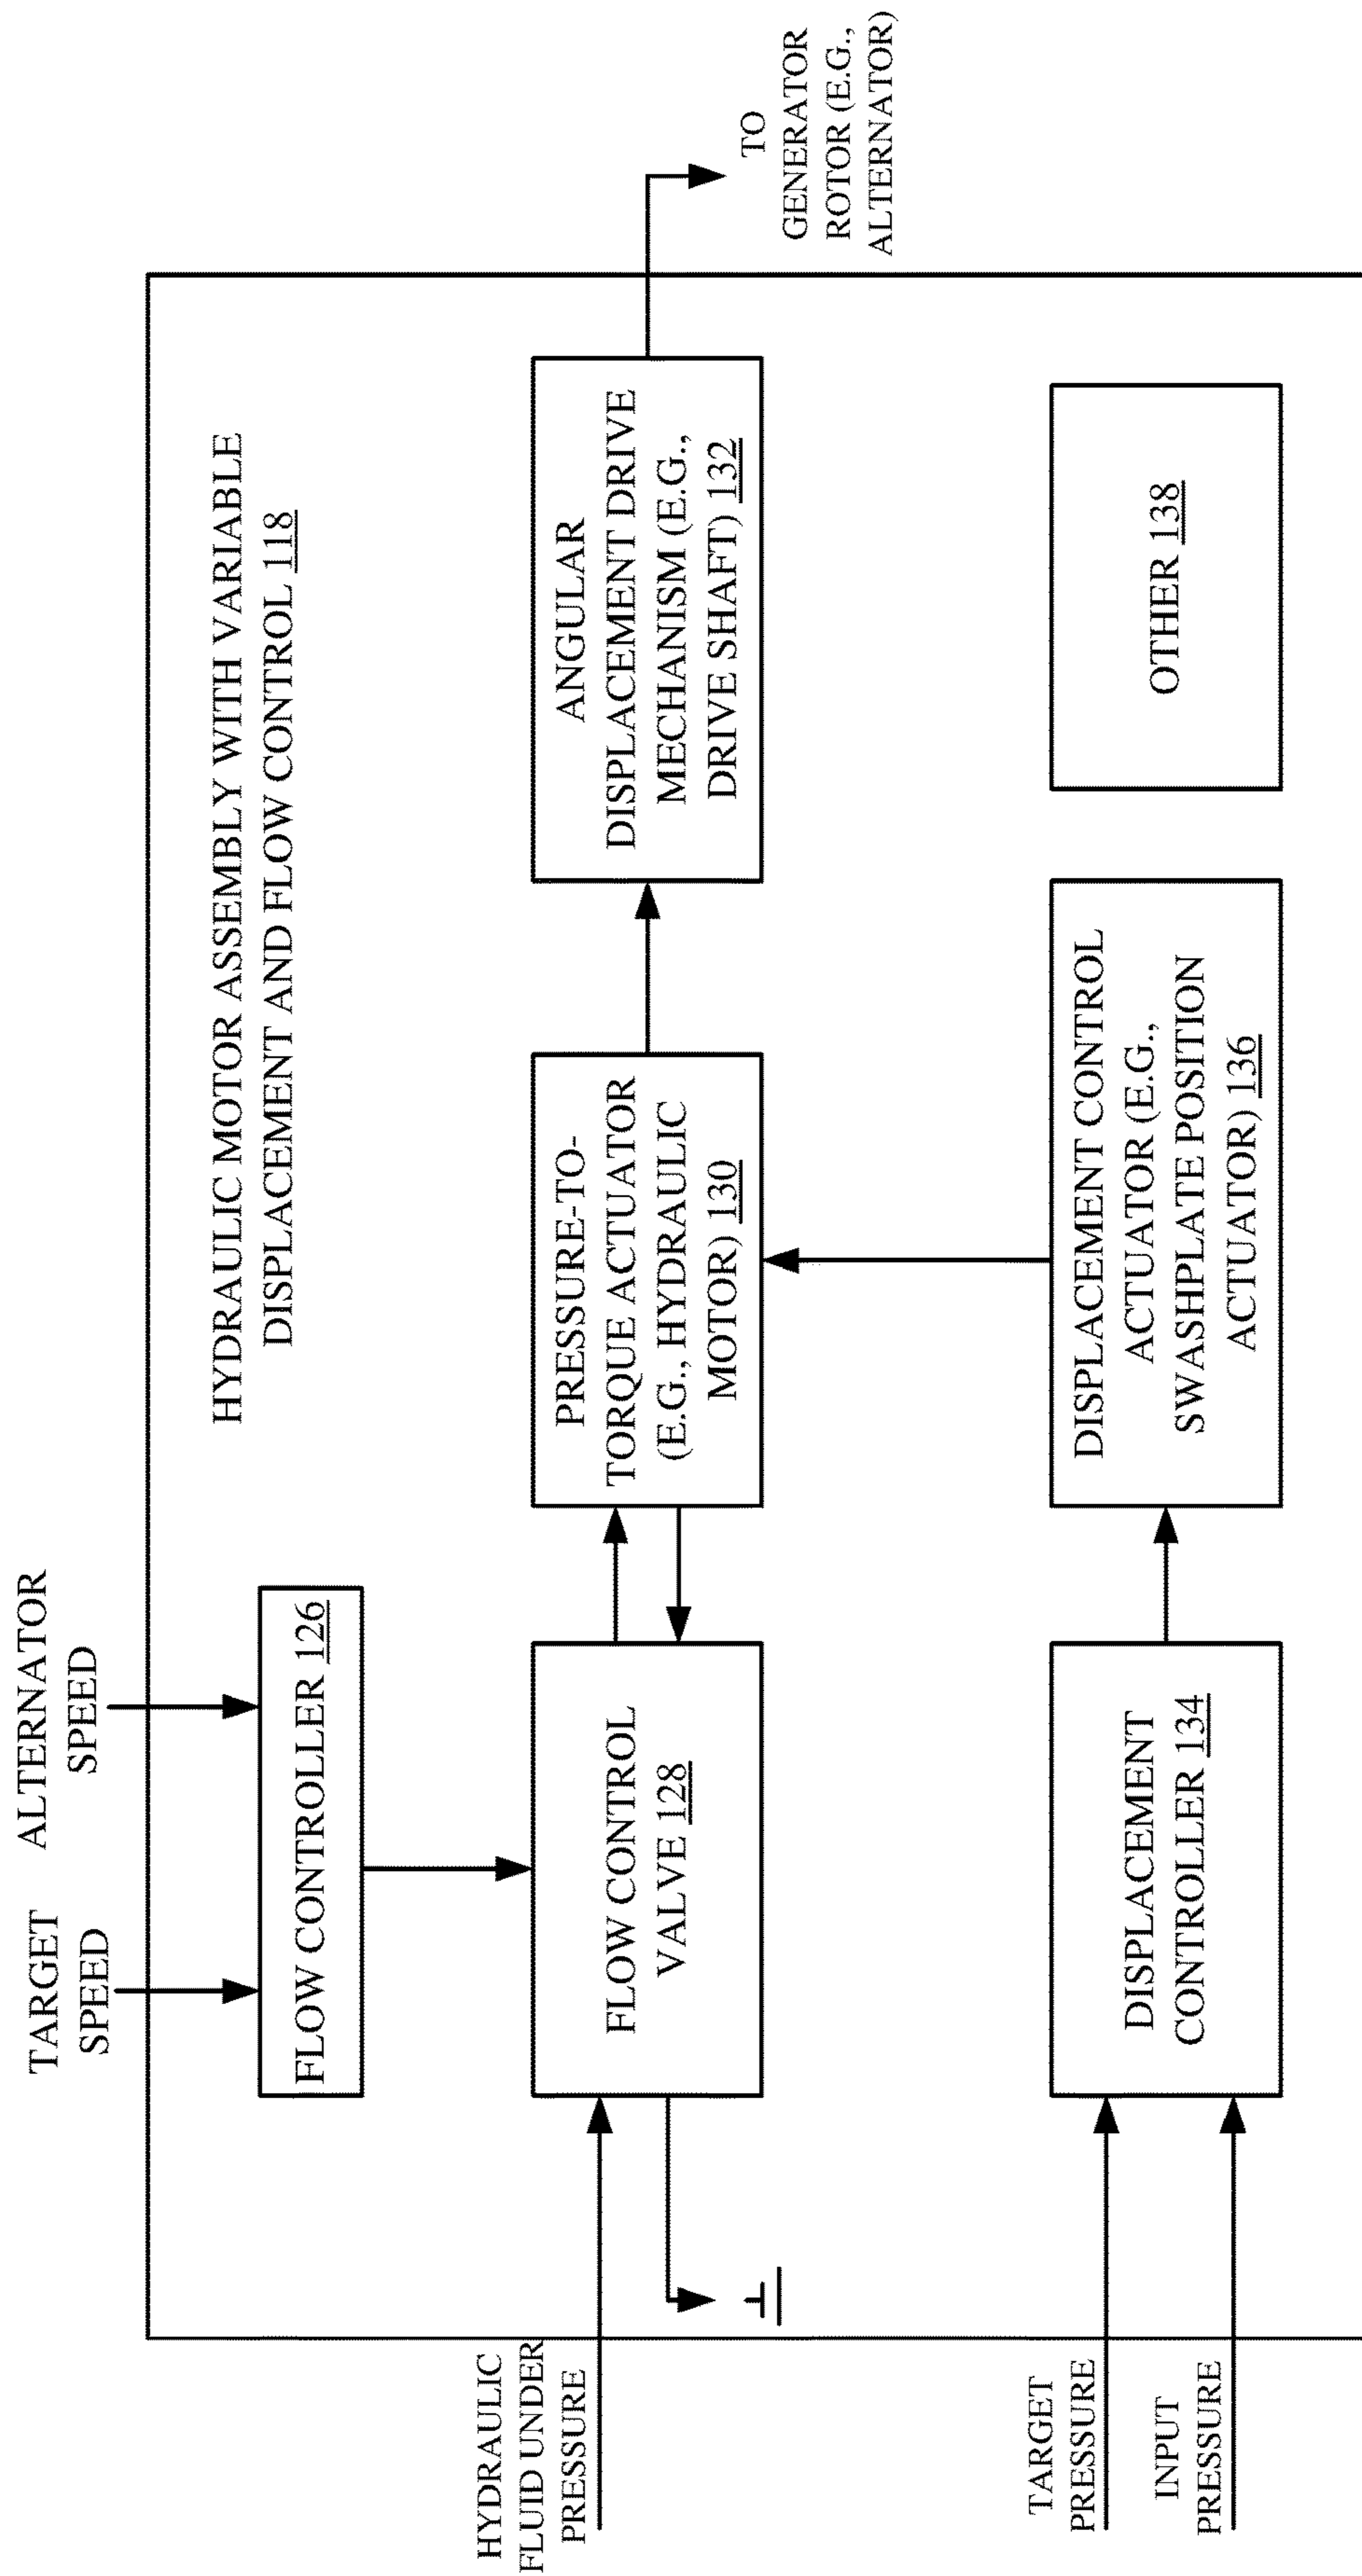 TARGET
SPEED
ALTERNATOR
SPEED
HYDRAULIC MOTOR ASSEMBLY WITH VARIABLE
DISPLACEMENT AND FLOW CONTROL 118
FLOW CONTROLLER 126
HYDRAULIC
FLUID UNDER
PRESSURE
FLOW CONTROL
VALVE 128
PRESSURE-TO-
TORQUE ACTUATOR
(E.G., HYDRAULIC
MOTOR) 130
ANGULAR
DISPLACEMENT DRIVE
MECHANISM (E.G.,
DRIVE SHAFT) 132
TO
GENERATOR
ROTOR (E.G.,
ALTERNATOR)
TARGET
PRESSURE
INPUT
PRESSURE
DISPLACEMENT
CONTROLLER 134
DISPLACEMENT CONTROL
ACTUATOR (E.G.,
SWASHPLATE POSITION
ACTUATOR) 136
OTHER 138